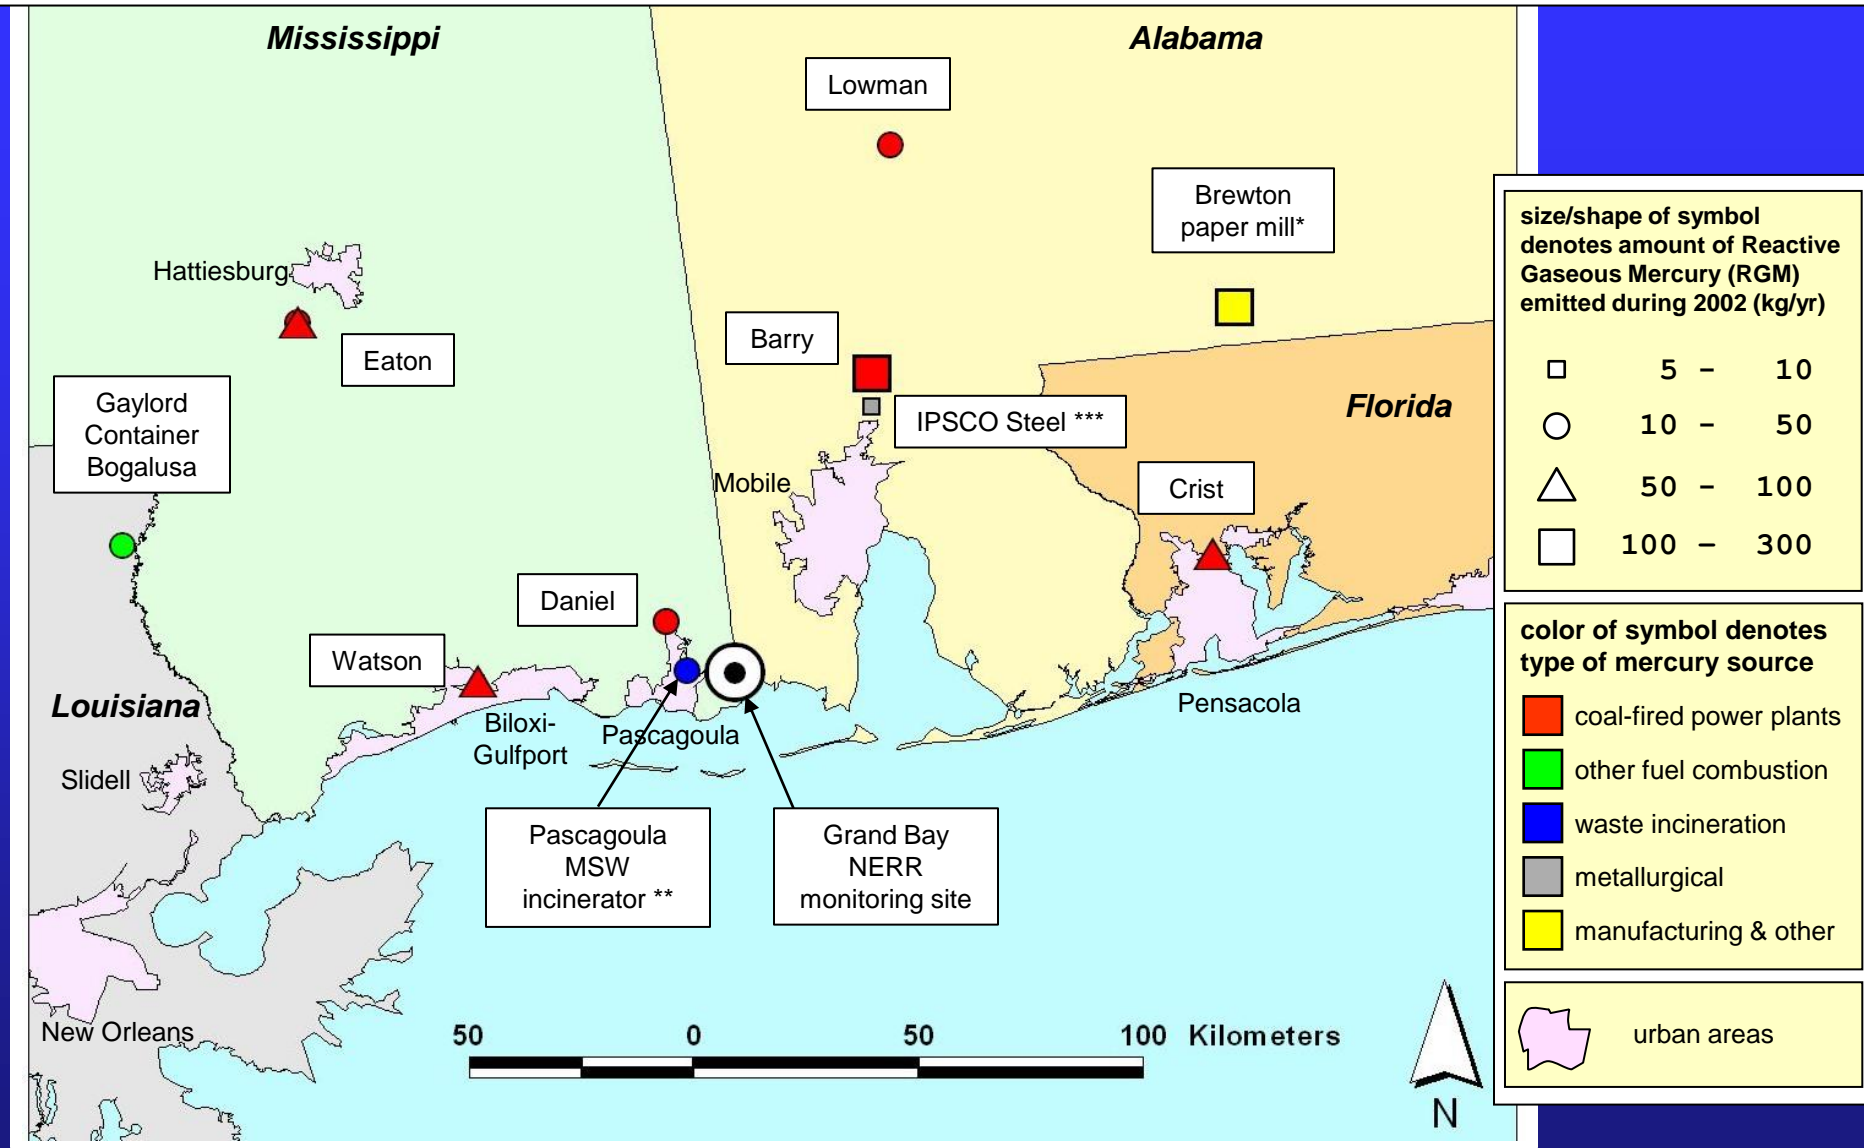 Mississippi
Alabama
Lowman
Brewton
paper mill*
Hattiesburg
Eaton
Barry
IPSCO Steel ***
Florida
Gaylord
Container
Bogalusa
Mobile
Crist
Daniel
Watson
Louisiana
Biloxi-
Gulfport
Pascagoula
Pensacola
Slidell
Pascagoula
MSW
incinerator **
Grand Bay
NERR
monitoring site
New Orleans
50 0 50 100 Kilometers
N
size/shape of symbol
denotes amount of Reactive
Gaseous Mercury (RGM)
emitted during 2002 (kg/yr)
5 – 10
10 – 50
50 – 100
100 – 300
color of symbol denotes
type of mercury source
coal-fired power plants
other fuel combustion
waste incineration
metallurgical
manufacturing & other
urban areas